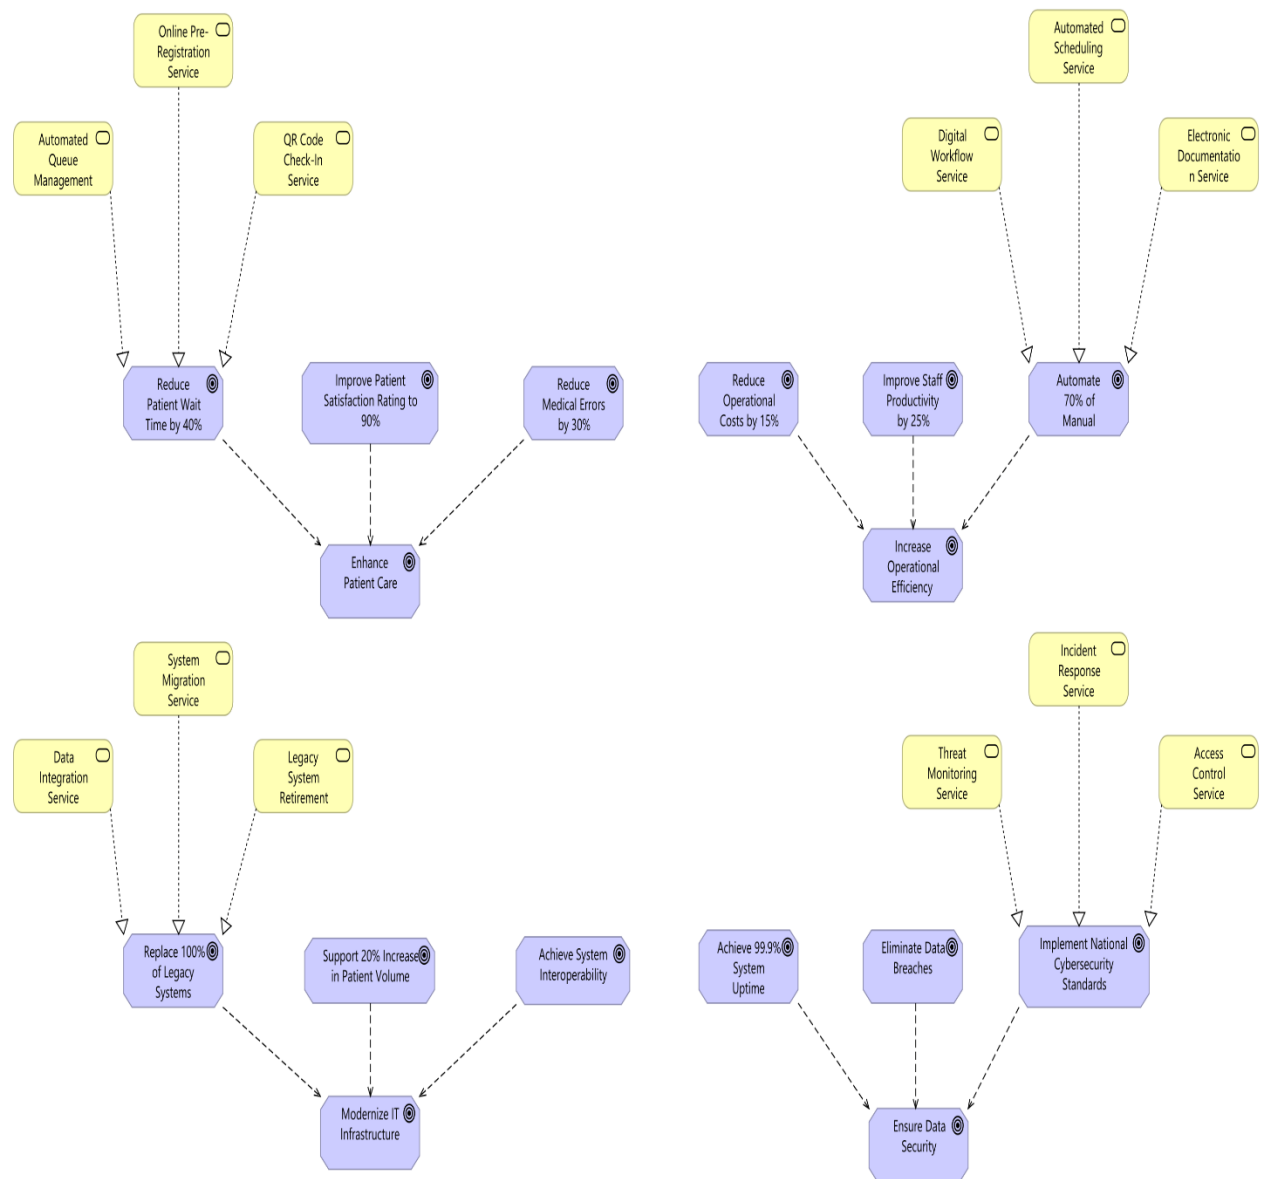 Online Pre-
Registration
Service
Automated
Queue
Management
QR Code
Check-In
Service
Reduce
Patient Wait
Time by 40%
Improve Patient
Satisfaction Rating to
90%
Reduce
Medical Errors
by 30%
Enhance
Patient Care
Automated
Scheduling
Service
Digital
Workflow
Service
Electronic
Documentatio
n Service
Reduce
Operational
Costs by 15%
Improve Staff
Productivity
by 25%
Automate
70% of
Manual
Increase
Operational
Efficiency
System
Migration
Service
Data
Integration
Service
Legacy
System
Retirement
Replace 100%
of Legacy
Systems
Support 20% Increase
in Patient Volume
Achieve System
Interoperability
Modernize IT
Infrastructure
Incident
Response
Service
Threat
Monitoring
Service
Access
Control
Service
Achieve 99.9%
System
Uptime
Eliminate Data
Breaches
Implement National
Cybersecurity
Standards
Ensure Data
Security